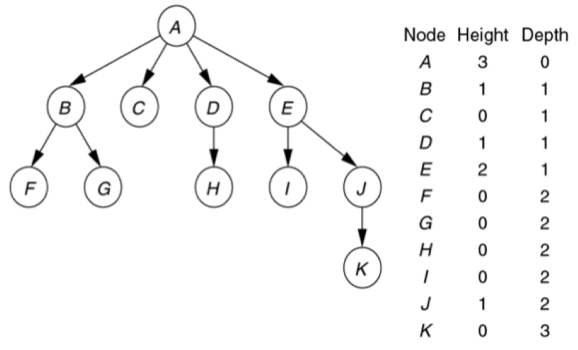 A
B C D E
F G H I J
K
Node Height Depth
A 3 0
B 1 1
C 0 1
D 1 1
E 2 1
F 0 2
G 0 2
H 0 2
I 0 2
J 1 2
K 0 3